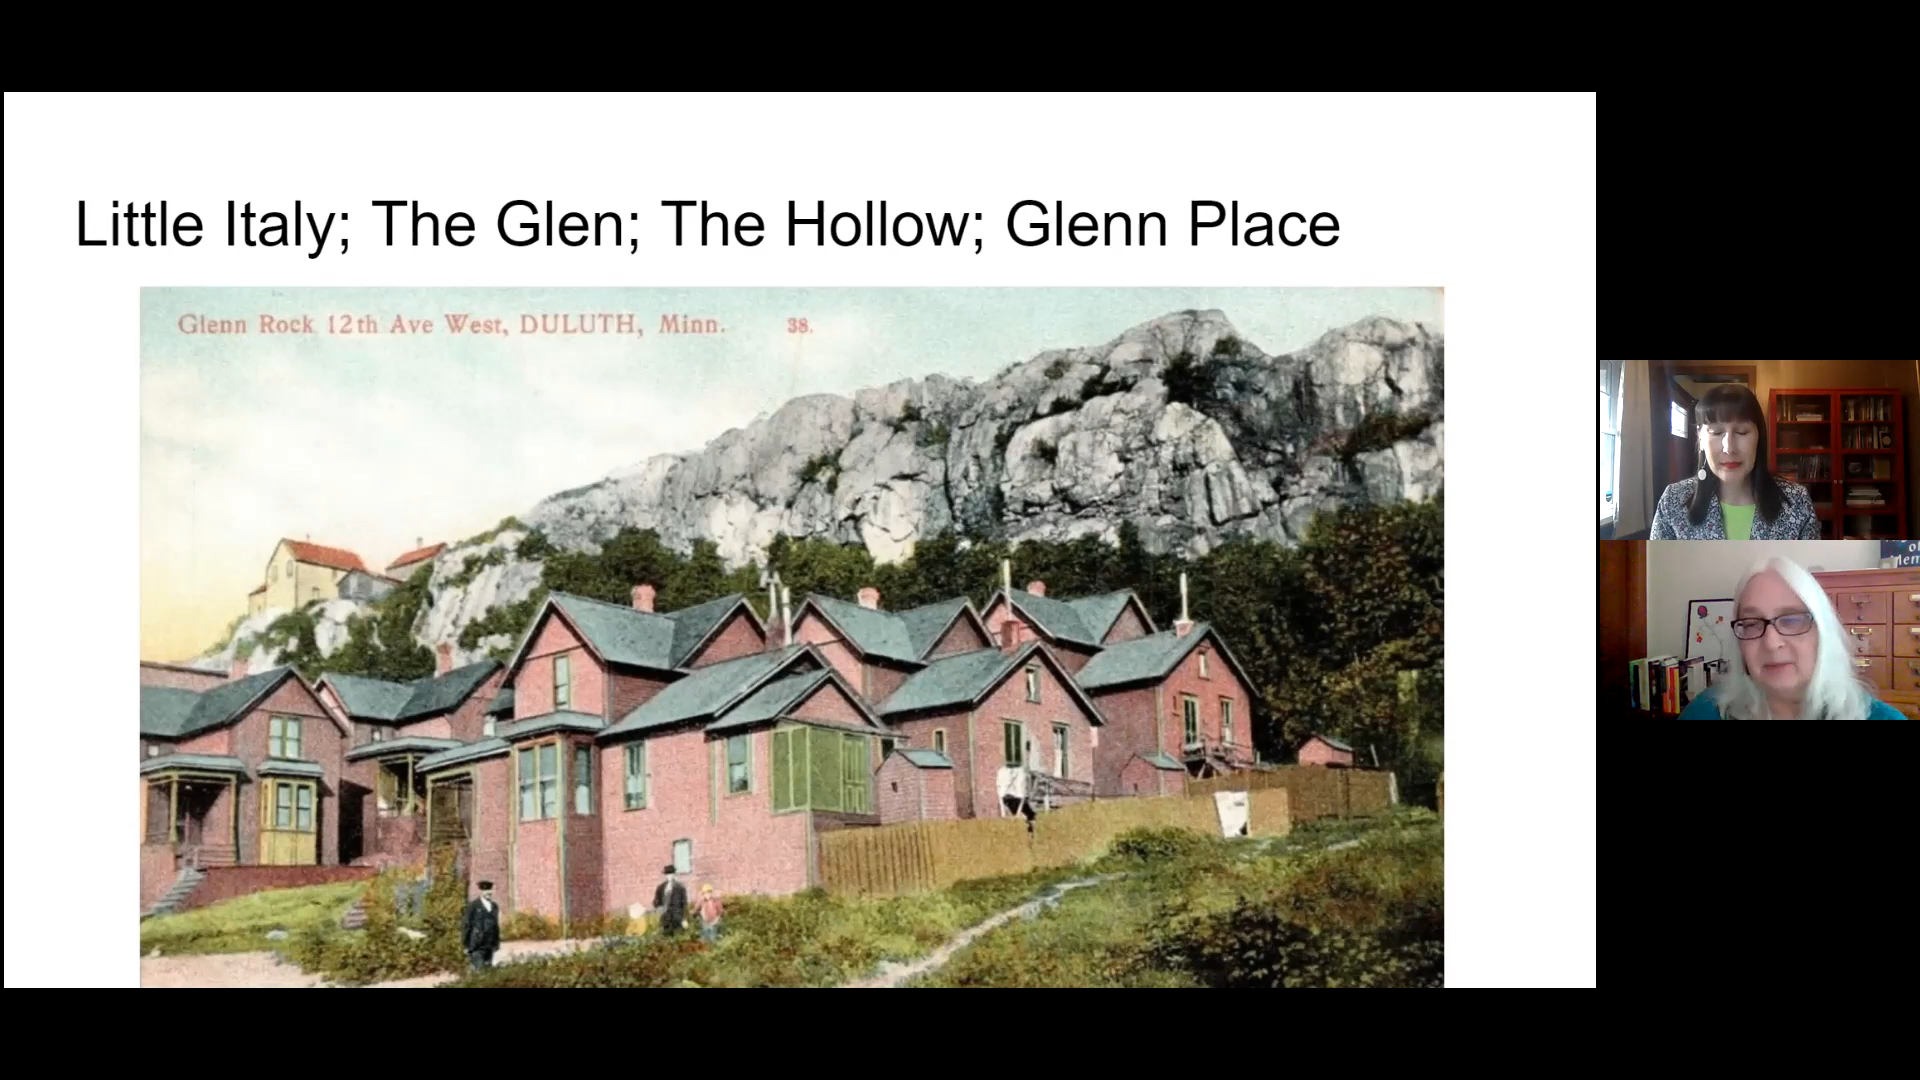 Little Italy; The Glen; The Hollow; Glenn Place
Glenn Rock 12th Ave West, DULUTH, Minn. 38.